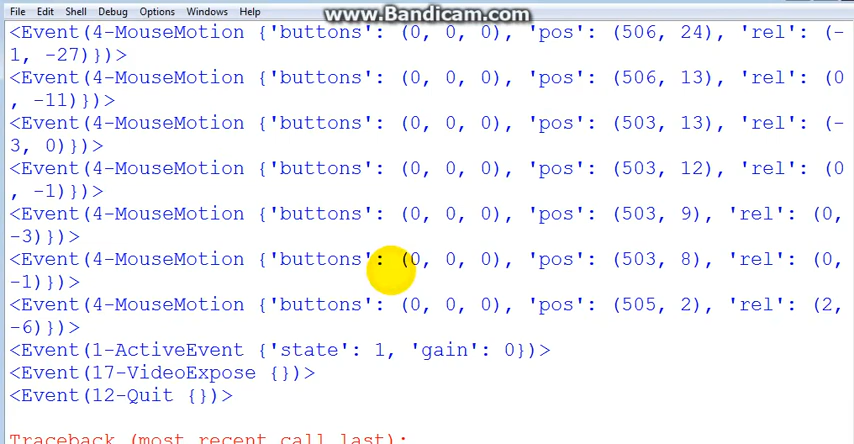 www.Bandicam.com
File Edit Shell Debug Options Windows Help
<Event(4-MouseMotion {'buttons': (0, 0, 0), 'pos': (506, 24), 'rel': (-
1, -27)})>
<Event(4-MouseMotion {'buttons': (0, 0, 0), 'pos': (506, 13), 'rel': (0
, -11)})>
<Event(4-MouseMotion {'buttons': (0, 0, 0), 'pos': (503, 13), 'rel': (-
3, 0)})>
<Event(4-MouseMotion {'buttons': (0, 0, 0), 'pos': (503, 12), 'rel': (0
, -1)})>
<Event(4-MouseMotion {'buttons': (0, 0, 0), 'pos': (503, 9), 'rel': (0,
-3)})>
<Event(4-MouseMotion {'buttons': (0, 0, 0), 'pos': (503, 8), 'rel': (0,
-1)})>
<Event(4-MouseMotion {'buttons': (0, 0, 0), 'pos': (505, 2), 'rel': (2,
-6)})>
<Event(1-ActiveEvent {'state': 1, 'gain': 0})>
<Event(17-VideoExpose {})>
<Event(12-Quit {})>
Traceback (most recent call last):